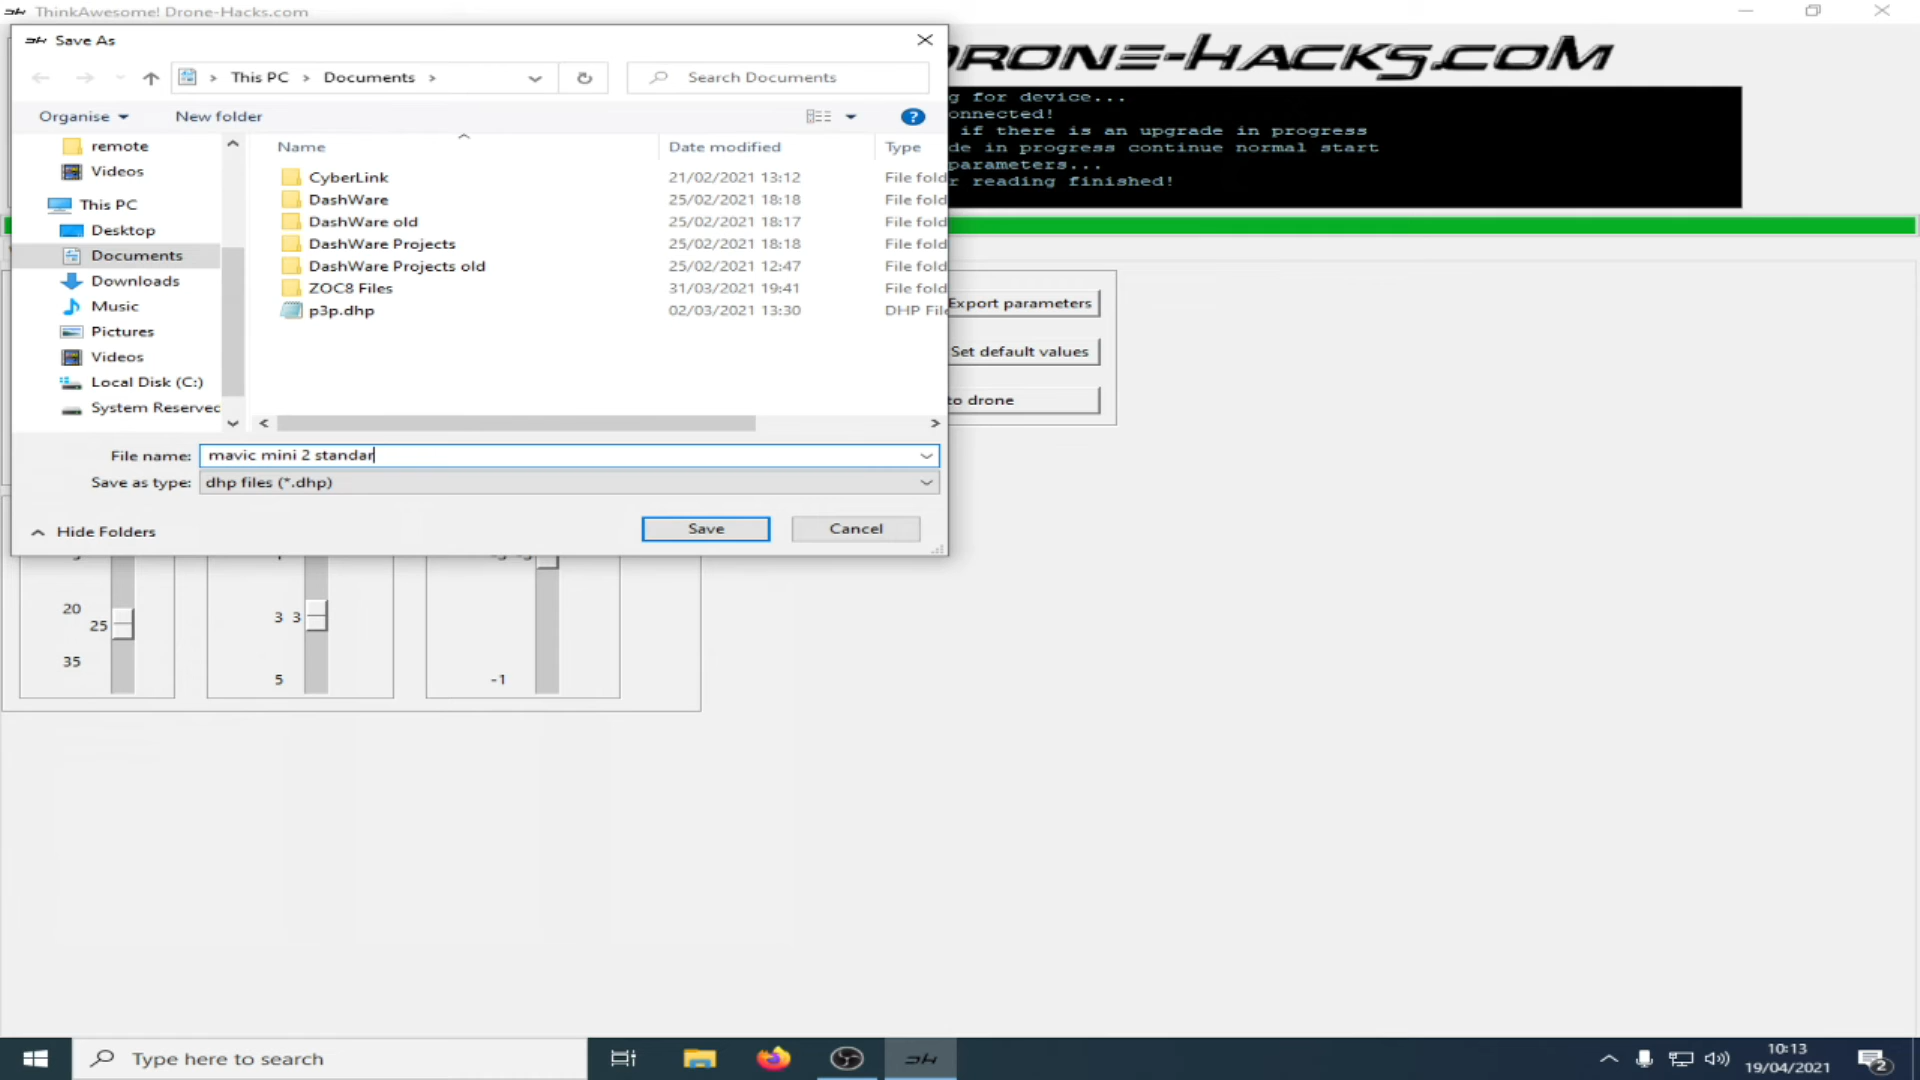 ThinkAwesome! Drone-Hacks.com
Save As
This PC > Documents >
Search Documents
Organise
New folder
remote
Videos
This PC
Desktop
Documents
Downloads
Music
Pictures
Videos
Local Disk (C:)
System Reserved
Name Date modified Type
CyberLink 21/02/2021 13:12 File fold
DashWare 25/02/2021 18:18 File fold
DashWare old 25/02/2021 18:17 File fold
DashWare Projects 25/02/2021 18:18 File fold
DashWare Projects old 25/02/2021 12:47 File fold
ZOC8 Files 31/03/2021 19:41 File fold
p3p.dhp 02/03/2021 13:30 DHP File
File name: mavic mini 2 standar
Save as type: dhp files (*.dhp)
Hide Folders
Save
Cancel
DRONE-HACKS.COM
g for device...
onnected!
if there is an upgrade in progress
de in progress continue normal start
parameters...
r reading finished!
Export parameters
Set default values
to drone
20
25
35
3 3
5
-1
Type here to search
10:13
19/04/2021
2